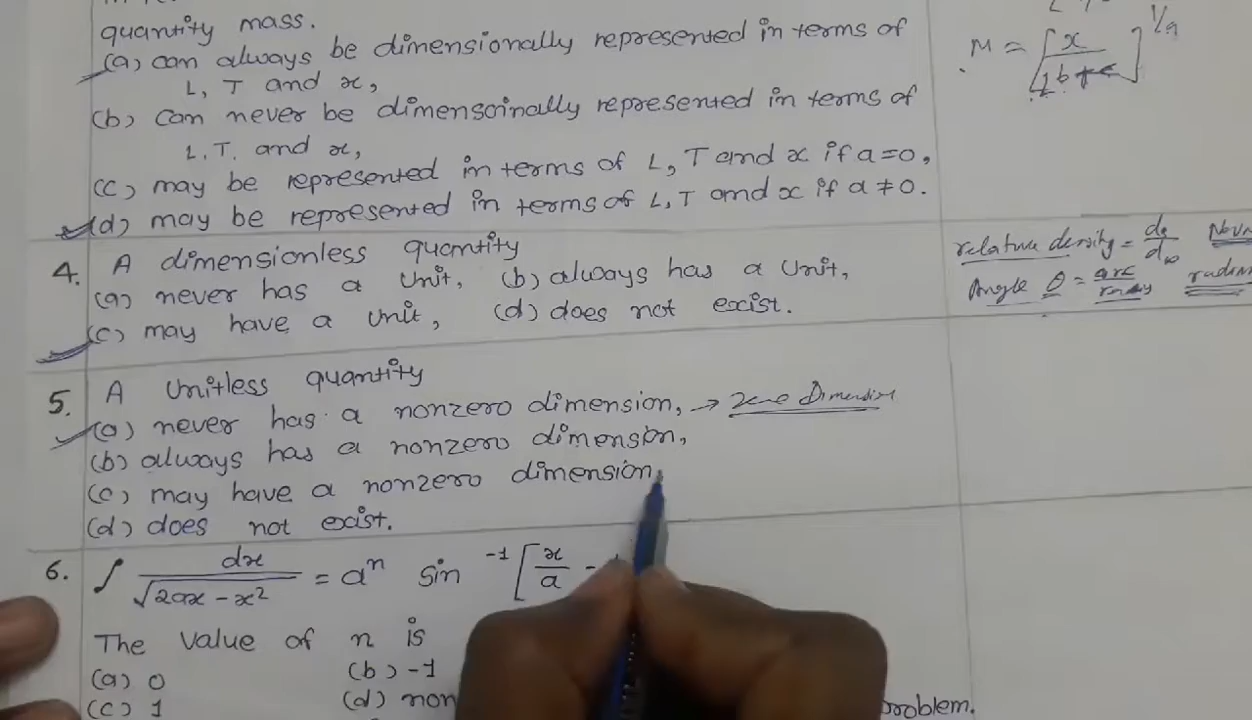 quantity mass.
(a) can always be dimensionally represented in terms of
L, T and x,
(b) can never be dimensoinally represented in terms of
L.T. and x,
(c) may be represented in terms of L, T and x if a=0,
(d) may be represented in terms of L, T and x if a ≠ 0.
M = [x
]^1/a
4. A dimensionless quantity
(a) never has a unit, (b) always has a unit,
(c) may have a unit, (d) does not exist.
relative density =
Angle θ = arc
5. A unitless quantity
(a) never has a nonzero dimension, → zero Dimension
(b) always has a nonzero dimension,
(c) may have a nonzero dimension,
(d) does not exist.
6. ∫ dx / √2ax - x² = aⁿ sin⁻¹ [x/a -
The value of n is
(a) 0 (b) -1
(c) 1 (d) non problem.